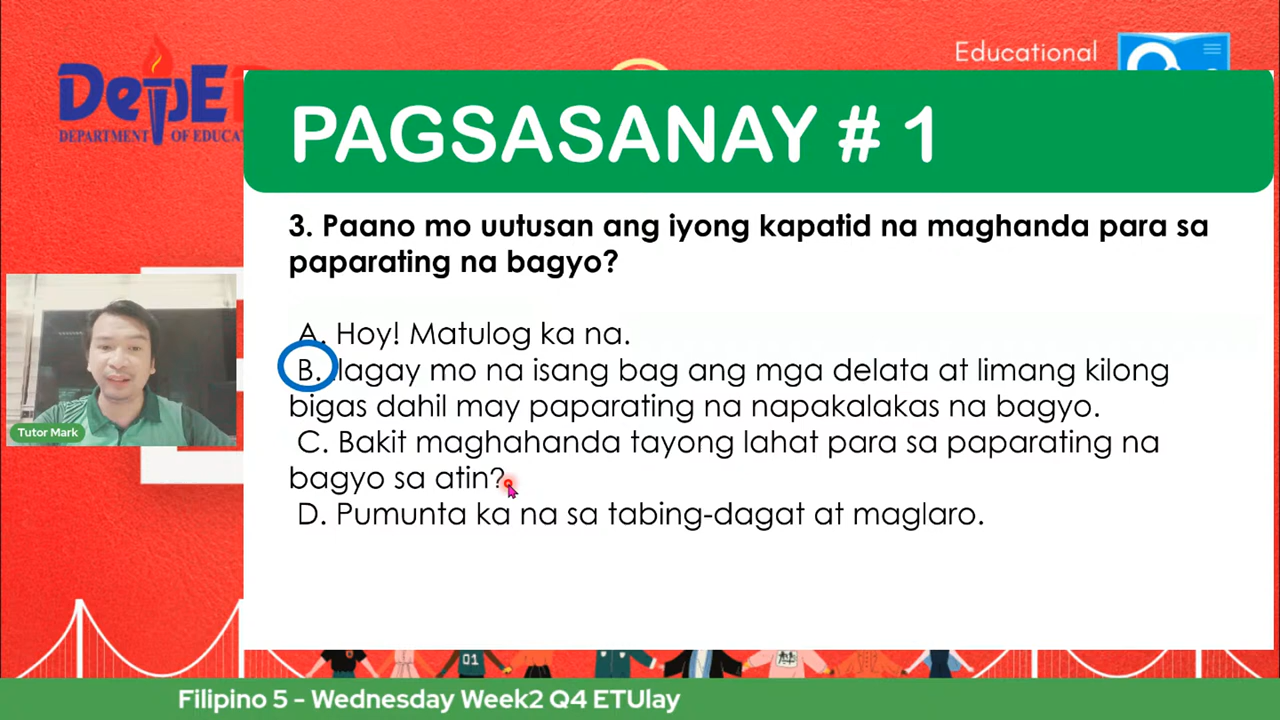 Educational
DepE
DEPARTMENT OF EDUCAT
PAGSASANAY # 1
3. Paano mo uutusan ang iyong kapatid na maghanda para sa
paparating na bagyo?
A. Hoy! Matulog ka na.
B. Ilagay mo na isang bag ang mga delata at limang kilong
bigas dahil may paparating na napakalakas na bagyo.
C. Bakit maghahanda tayong lahat para sa paparating na
bagyo sa atin?
D. Pumunta ka na sa tabing-dagat at maglaro.
Tutor Mark
01
Filipino 5 - Wednesday Week2 Q4 ETUlay